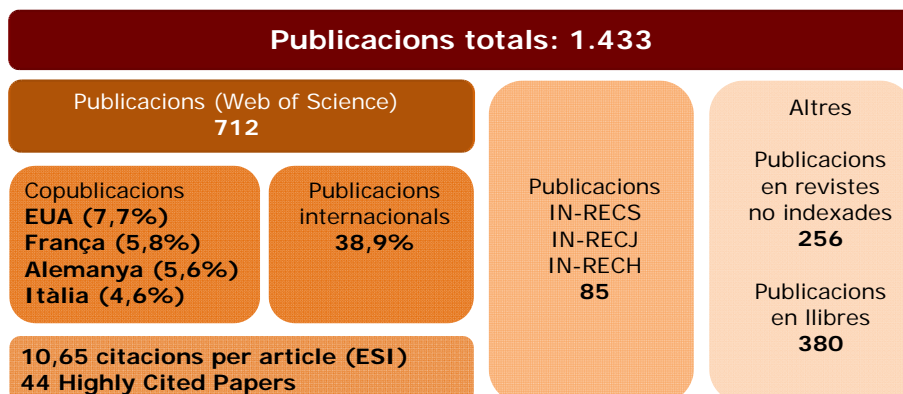 Publicacions totals: 1.433
Publicacions (Web of Science)
712
Copublicacions
EUA (7,7%)
França (5,8%)
Alemanya (5,6%)
Itàlia (4,6%)
Publicacions
internacionals
38,9%
10,65 citacions per article (ESI)
44 Highly Cited Papers
Publicacions
IN-RECS
IN-RECJ
IN-RECH
85
Altres
Publicacions
en revistes
no indexades
256
Publicacions
en llibres
380